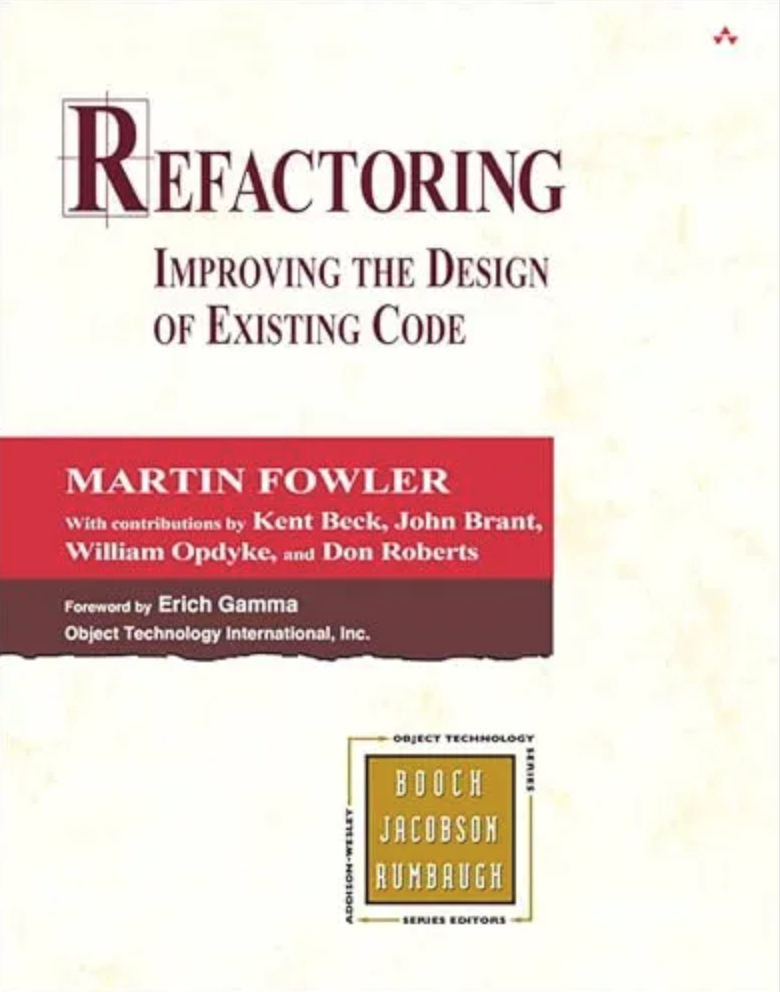 REFACTORING
IMPROVING THE DESIGN
OF EXISTING CODE
MARTIN FOWLER
With contributions by Kent Beck, John Brant,
William Opdyke, and Don Roberts
Foreword by Erich Gamma
Object Technology International, Inc.
OBJECT TECHNOLOGY
SERIES
BOOCH
JACOBSON
RUMBAUGH
ADDISON-WESLEY
SERIES EDITORS